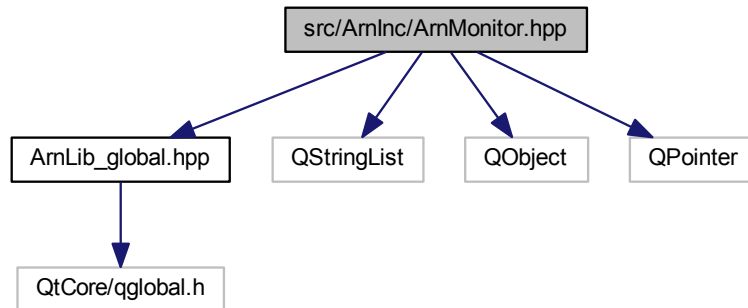 src/ArnInc/ArnMonitor.hpp
ArnLib_global.hpp
QStringList
QObject
QPointer
QtCore/qglobal.h